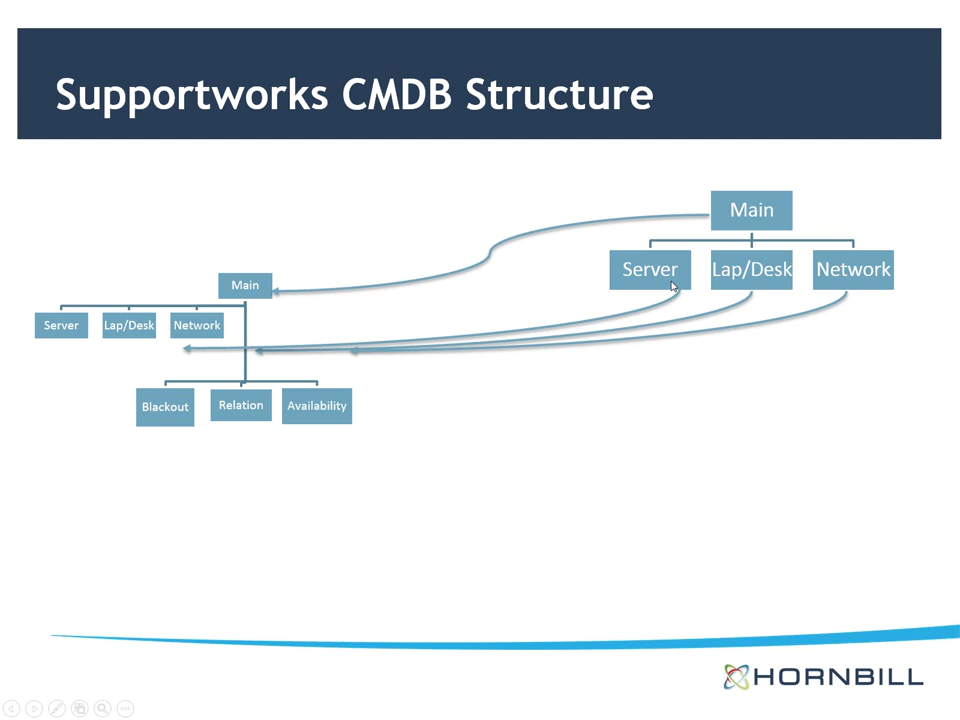 Supportworks CMDB Structure
Main
Server Lap/Desk Network
Main
Server Lap/Desk Network
Blackout Relation Availability
HORNBILL